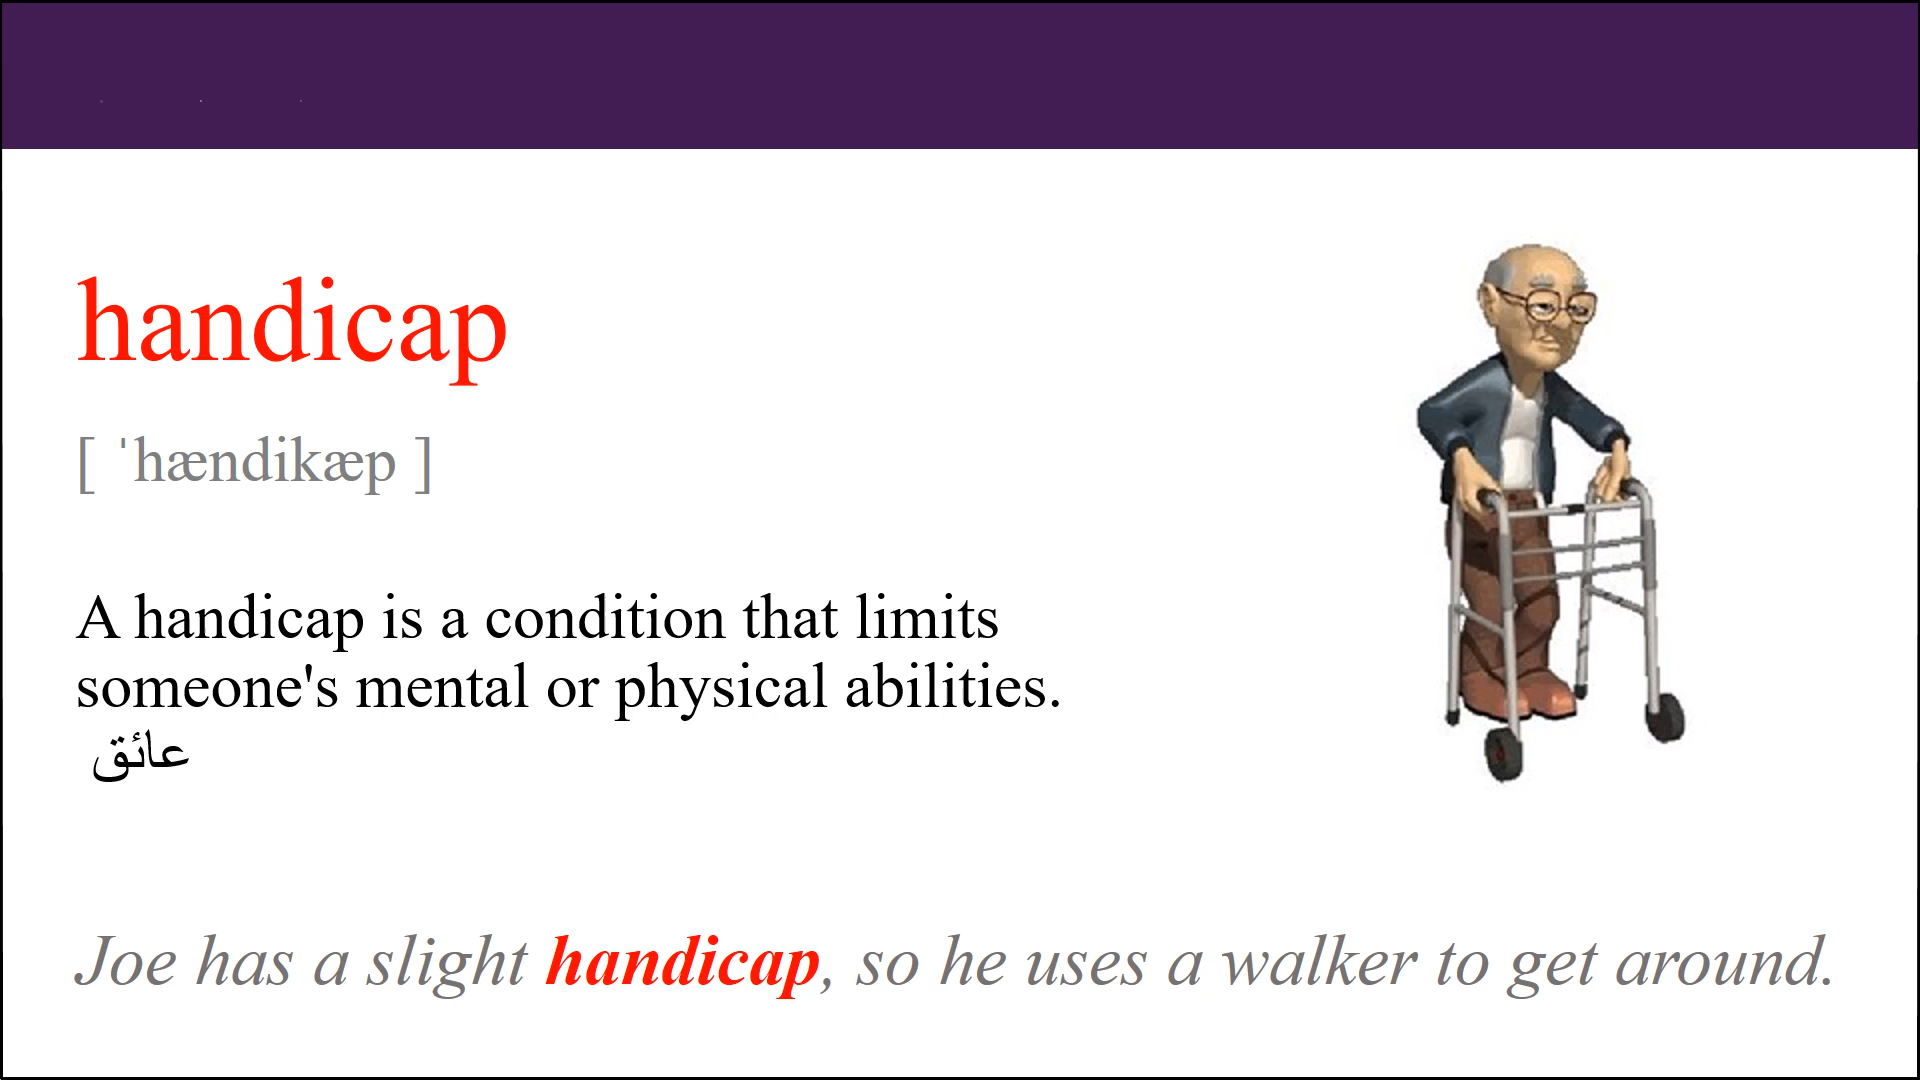 handicap
[ ˈhændikæp ]
A handicap is a condition that limits
someone's mental or physical abilities.
عائق
Joe has a slight handicap, so he uses a walker to get around.